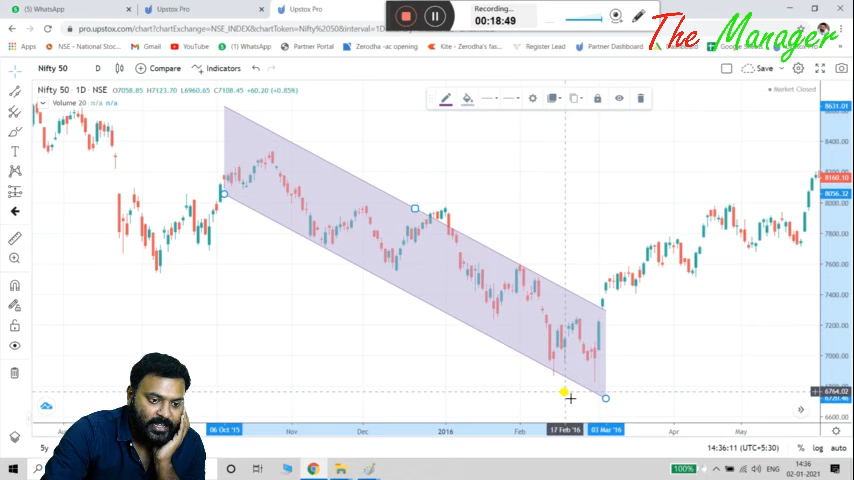 WhatsApp
Upstox Pro
Upstox Pro
Recording...
00:18:49
The Manager
pro.upstox.com/chart?chartExchange=NSE_INDEX&chartToken=Nifty%2050&interval=1D
Apps
NSE - National Stoc...
Gmail
YouTube
(1) WhatsApp
Partner Portal
Zerodha -ac opening
Kite - Zerodha's fas...
Register Lead
Partner Dashboard
Nifty 50
D
Compare
Indicators
Save
Nifty 50 · 1D · NSE O7058.85 H7123.70 L6960.65 C7108.45 +60.20 (+0.85%)
Market Closed
Volume 20 n/a n/a
8631.01
8400.00
8160.10
8056.32
8000.00
7800.00
7600.00
7400.00
7200.00
7000.00
6764.02
6600.00
06 Oct '15
Nov
Dec
2016
Feb
17 Feb '16
03 Mar '16
Apr
May
5y
14:36:11 (UTC+5:30)
%
log
auto
100%
ENG
14:36
02-01-2021